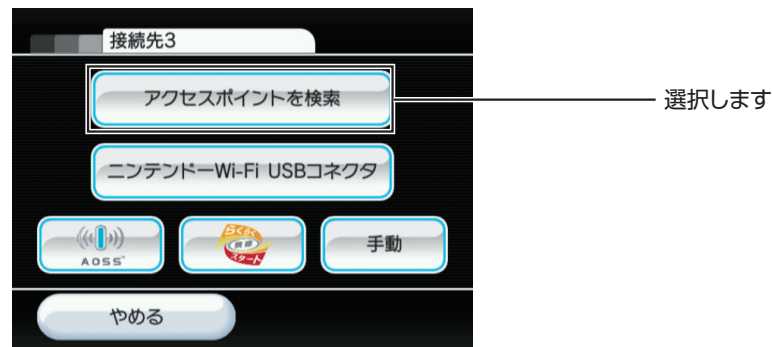 接続先3
アクセスポイントを検索
選択します
ニンテンドーWi-Fi USBコネクタ
AOSS™
らくらく
無線
スタート
手動
やめる